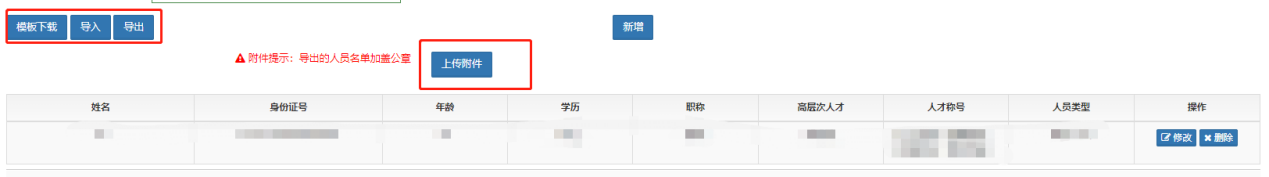 模板下载 导入 导出 新增
附件提示：导出的人员名单加盖公章 上传附件
姓名 身份证号 年龄 学历 职称 高层次人才 人才称号 人员类型 操作
修改 删除